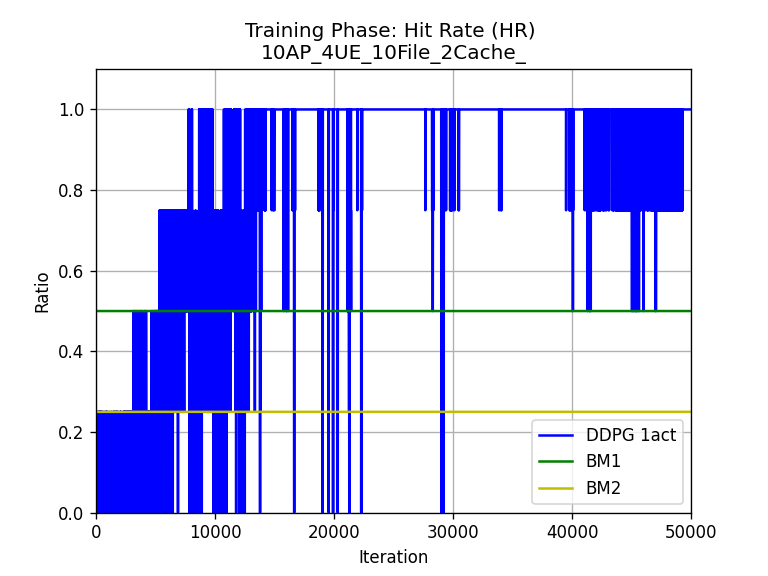 Training Phase: Hit Rate (HR)
10AP_4UE_10File_2Cache_
Ratio
1.0
0.8
0.6
0.4
0.2
0.0
0
10000
20000
30000
40000
50000
Iteration
DDPG 1act
BM1
BM2